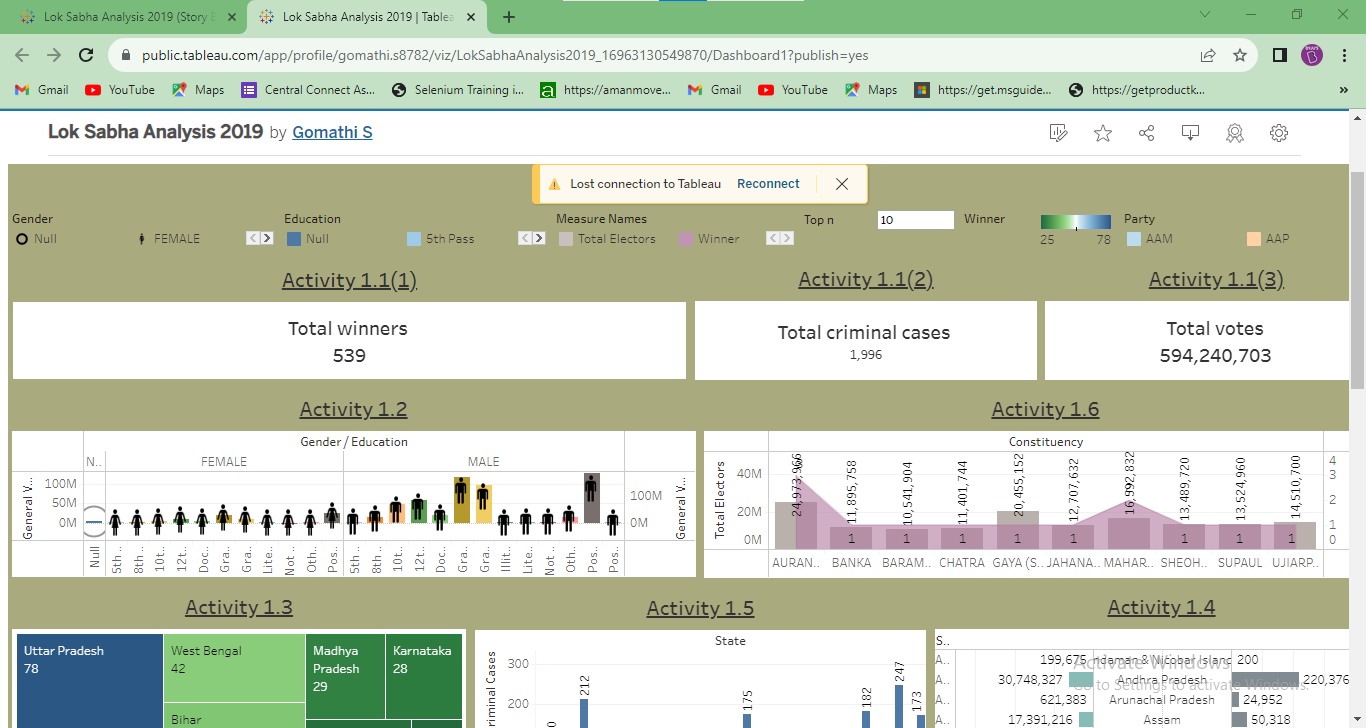 Lok Sabha Analysis 2019 (Story
Lok Sabha Analysis 2019 | Tablea
public.tableau.com/app/profile/gomathi.s8782/viz/LokSabhaAnalysis2019_16963130549870/Dashboard1?publish=yes
Gmail YouTube Maps Central Connect As... Selenium Training i... https://amanmove... Gmail YouTube Maps https://get.msguide... https://getproductk... »
Lok Sabha Analysis 2019 by Gomathi S
Lost connection to Tableau Reconnect
Gender Education Measure Names Top n 10 Winner Party
Null FEMALE Null 5th Pass Total Electors Winner 25 78 AAM AAP
Activity 1.1(1) Activity 1.1(2) Activity 1.1(3)
Total winners Total criminal cases Total votes
539 1,996 594,240,703
Activity 1.2 Activity 1.6
Gender / Education
N.. FEMALE MALE
General V...
100M
50M
0M
100M
0M
General V...
Null 5th.. 8th.. 10t.. 12t.. Doc.. Gra.. Gra.. Lite.. Not .. Oth.. Pos.. 5th.. 8th.. 10t.. 12t.. Doc.. Gra.. Gra.. Illit.. Lite.. Not .. Oth.. Pos.. Pos..
Constituency
Total Electors
40M
20M
0M
24,973,966 11,895,758 10,541,904 11,401,744 20,455,152 12,707,632 16,992,832 13,489,720 13,524,960 14,510,700
1 1 1 1 1 1 1 1
4
3
2
1
0
AURAN.. BANKA BARAM.. CHATRA GAYA (S.. JAHANA.. MAHAR.. SHEOH.. SUPAUL UJIARP..
Activity 1.3 Activity 1.5 Activity 1.4
Uttar Pradesh
78
West Bengal
42
Bihar
Madhya
Pradesh
29
Karnataka
28
State
300
200
212 175 182 247 173
S..
A.. 199,675 200
A.. 30,748,327 Andhra Pradesh 220,376
A.. 621,383 Arunachal Pradesh 24,952
A.. 17,391,216 Assam 50,318
Activate Windows
Go to Settings to activate Windows.